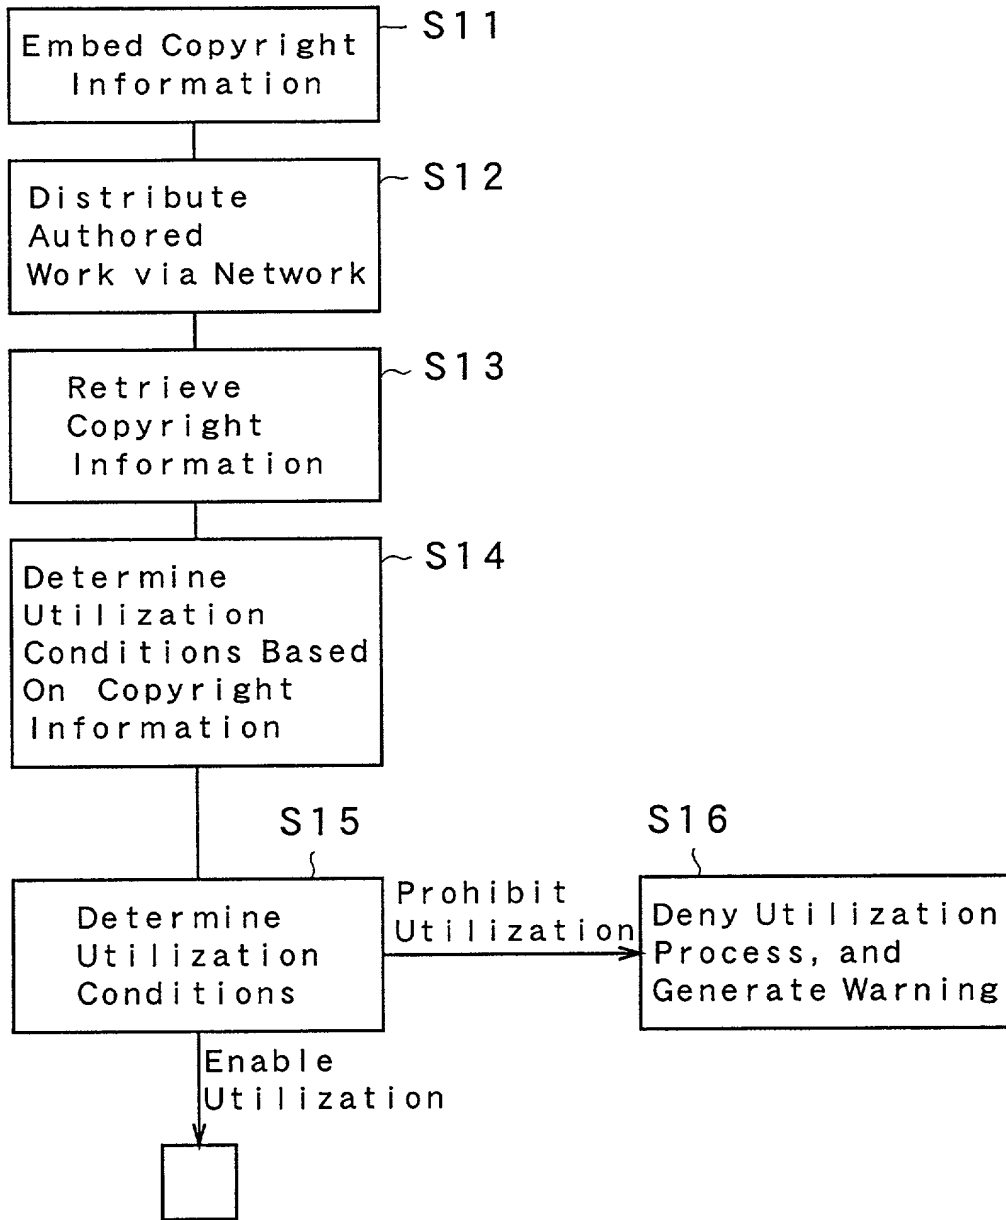 Embed Copyright
Information
S11
Distribute
Authored
Work via Network
S12
Retrieve
Copyright
Information
S13
Determine
Utilization
Conditions Based
On Copyright
Information
S14
S15
Determine
Utilization
Conditions
Prohibit
Utilization
S16
Deny Utilization
Process, and
Generate Warning
Enable
Utilization